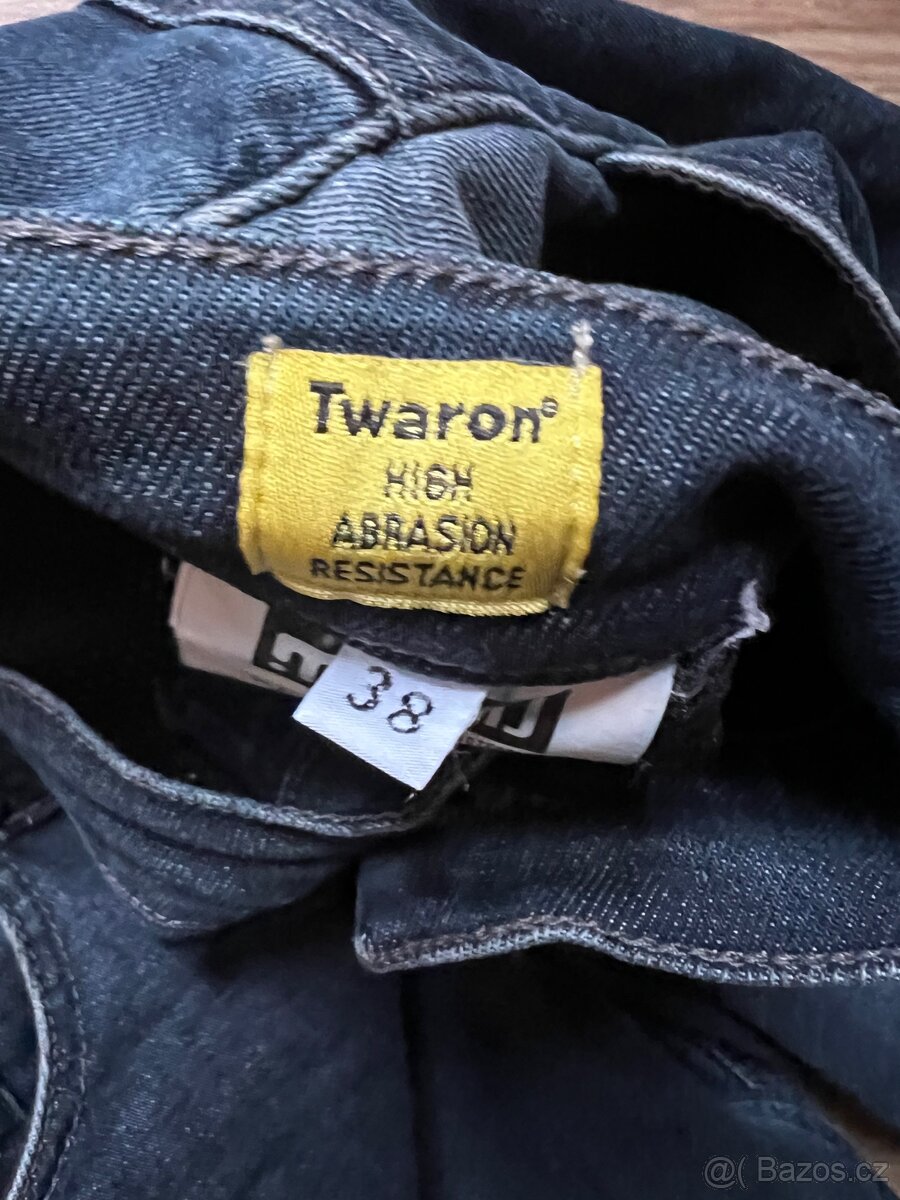 Twaron®
HIGH
ABRASION
RESISTANCE
38
@( Bazos.cz